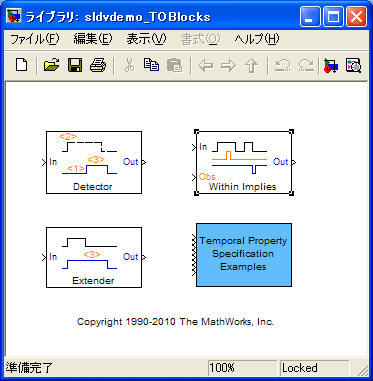 ライブラリ: sldvdemo_TOBlocks
ファイル(F) 編集(E) 表示(V) 書式(O) ヘルプ(H)
<2>
In
<3>
Out
<1>
Detector
In
Out
Obs
Within Implies
In
<3>
Out
Extender
Temporal Property
Specification
Examples
Copyright 1990-2010 The MathWorks, Inc.
準備完了 100% Locked